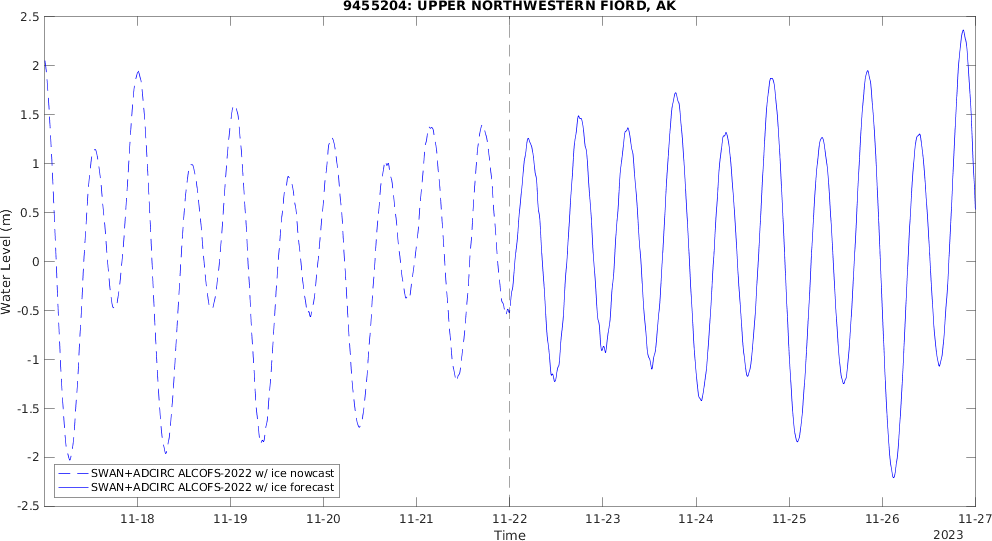 9455204: UPPER NORTHWESTERN FIORD, AK
2.5
2
1.5
1
0.5
0
-0.5
-1
-1.5
-2
-2.5
Water Level (m)
SWAN+ADCIRC ALCOFS-2022 w/ ice nowcast
SWAN+ADCIRC ALCOFS-2022 w/ ice forecast
11-18 11-19 11-20 11-21 11-22 11-23 11-24 11-25 11-26 11-27
Time
2023